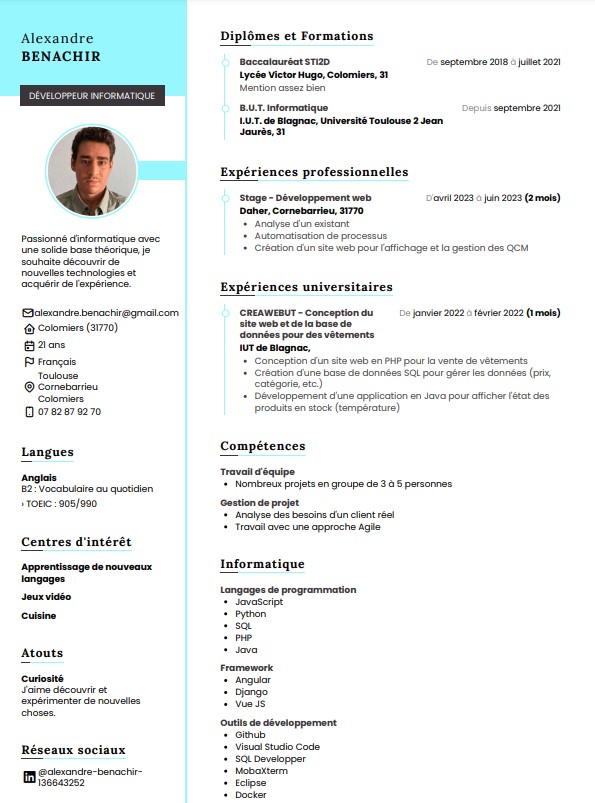 Alexandre
BENACHIR
DÉVELOPPEUR INFORMATIQUE
Passionné d'informatique avec
une solide base théorique, je
souhaite découvrir de
nouvelles technologies et
acquérir de l'expérience.
alexandre.benachir@gmail.com
Colomiers (31770)
21 ans
Français
Toulouse
Cornebarrieu
Colomiers
07 82 87 92 70
Langues
Anglais
B2 : Vocabulaire au quotidien
› TOEIC : 905/990
Centres d'intérêt
Apprentissage de nouveaux
langages
Jeux vidéo
Cuisine
Atouts
Curiosité
J'aime découvrir et
expérimenter de nouvelles
choses.
Réseaux sociaux
@alexandre-benachir-
136643252
Diplômes et Formations
Baccalauréat STI2D De septembre 2018 à juillet 2021
Lycée Victor Hugo, Colomiers, 31
Mention assez bien
B.U.T. Informatique Depuis septembre 2021
I.U.T. de Blagnac, Université Toulouse 2 Jean
Jaurès, 31
Expériences professionnelles
Stage - Développement web D'avril 2023 à juin 2023 (2 mois)
Daher, Cornebarrieu, 31770
• Analyse d'un existant
• Automatisation de processus
• Création d'un site web pour l'affichage et la gestion des QCM
Expériences universitaires
CREAWEBUT - Conception du De janvier 2022 à février 2022 (1 mois)
site web et de la base de
données pour des vêtements
IUT de Blagnac,
• Conception d'un site web en PHP pour la vente de vêtements
• Création d'une base de données SQL pour gérer les données (prix,
catégorie, etc.)
• Développement d'une application en Java pour afficher l'état des
produits en stock (température)
Compétences
Travail d'équipe
• Nombreux projets en groupe de 3 à 5 personnes
Gestion de projet
• Analyse des besoins d'un client réel
• Travail avec une approche Agile
Informatique
Langages de programmation
• JavaScript
• Python
• SQL
• PHP
• Java
Framework
• Angular
• Django
• Vue JS
Outils de développement
• Github
• Visual Studio Code
• SQL Developper
• MobaXterm
• Eclipse
• Docker